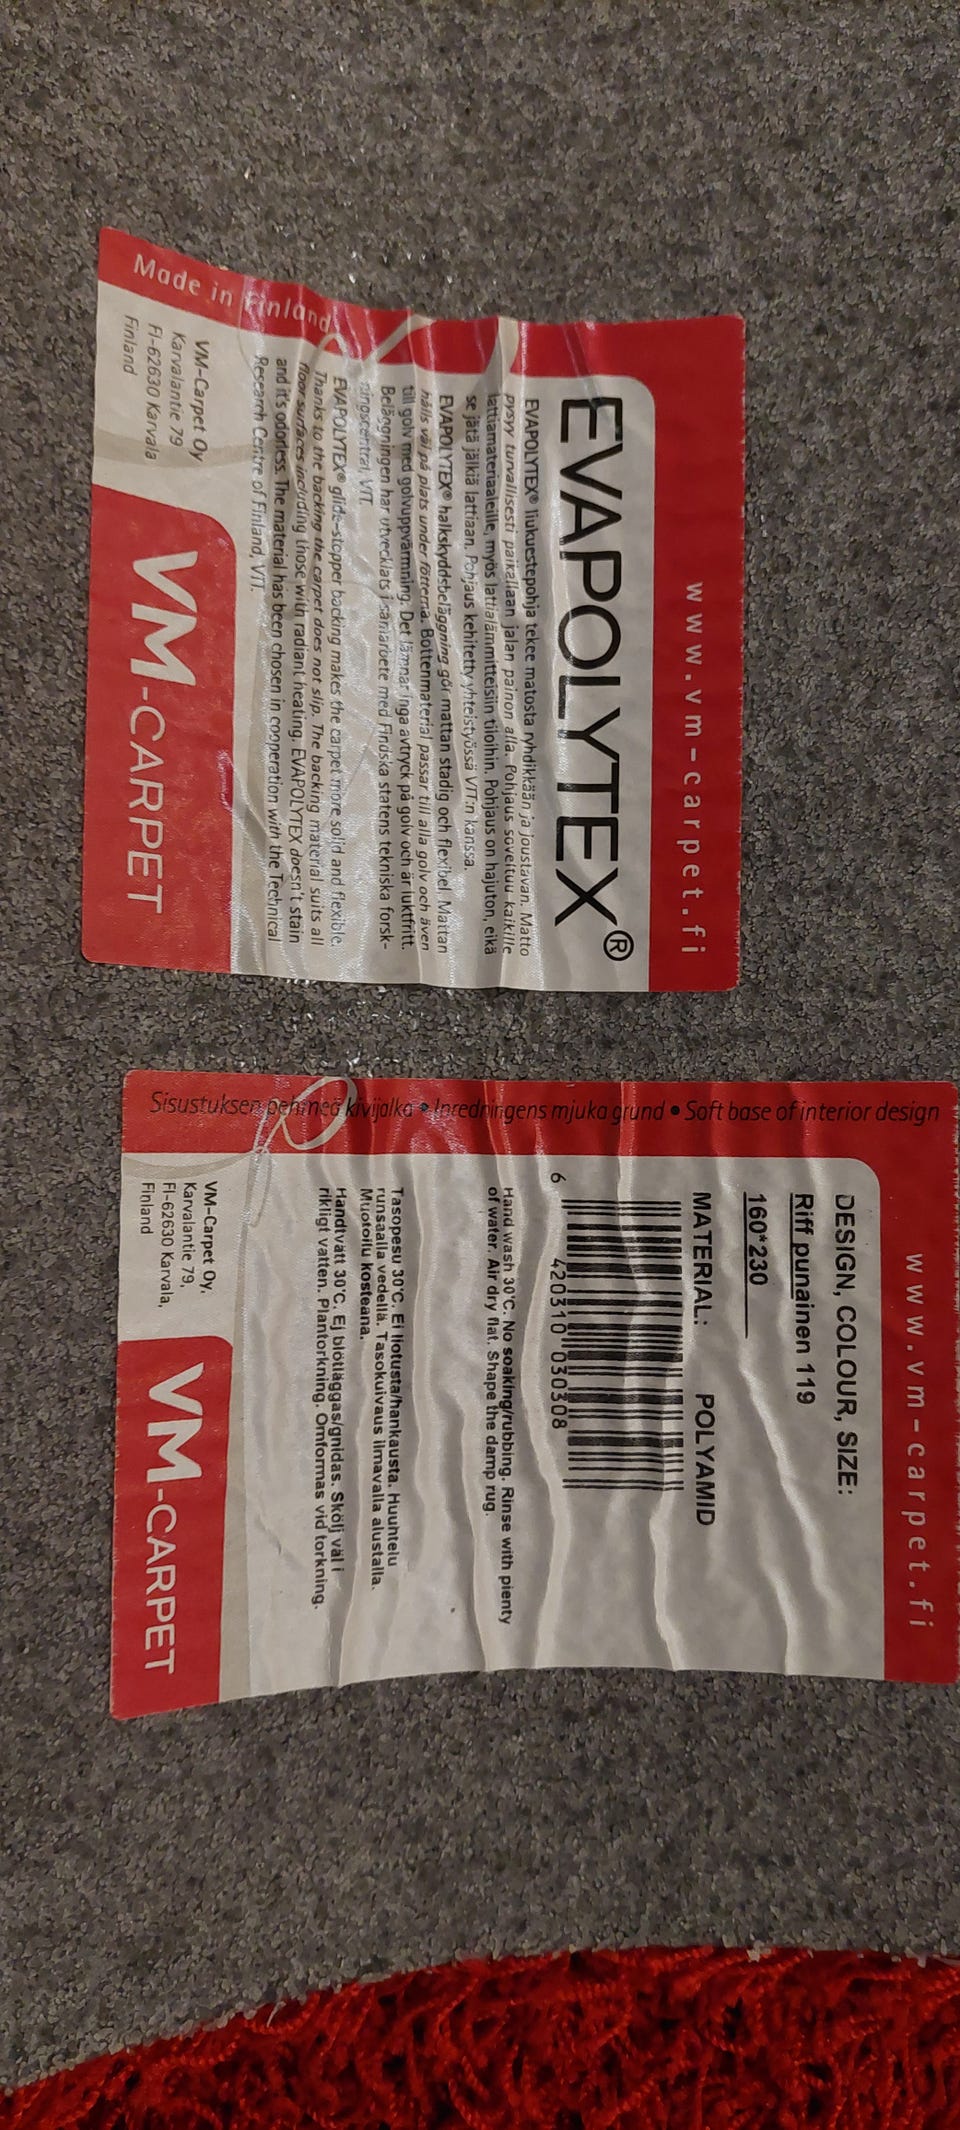 www.vm-carpet.fi
EVAPOLYTEX®
EVAPOLYTEX® liukuestepohja tekee matosta ryhdikkään ja joustavan. Matto
pysyy turvallisesti paikallaan jalan painon alla. Pohjaus soveltuu kaikille
lattiamateriaaleille, myös lattialämmitteisiin tiloihin. Pohjaus on hajuton, eikä
se jätä jälkiä lattiaan. Pohjaus kehitetty yhteistyössä VTT:n kanssa.
EVAPOLYTEX® halkskyddsbeläggning gör mattan stadig och flexibel. Mattan
hålls väl på plats under fötterna. Bottenmaterial passar till alla golv och även
till golv med golvuppvärmning. Det lämnar inga avtryck på golv och är luktfritt.
Beläggningen har utvecklats i samarbete med Findska statens tekniska forsk-
ningscentral, VTT.
EVAPOLYTEX® glide-stopper backing makes the carpet more solid and flexible.
Thanks to the backing the carpet does not slip. The backing material suits all
floor surfaces including those with radiant heating. EVAPOLYTEX doesn't stain
and it's odorless. The material has been chosen in cooperation with the Technical
Research Centre of Finland, VTT.
Made in Finland
VM-Carpet Oy
Karvalantie 79
FI-62630 Karvala
Finland
VM-CARPET
www.vm-carpet.fi
DESIGN, COLOUR, SIZE:
Riff punainen 119
160*230
MATERIAL: POLYAMID
6 420310 030308
Hand wash 30'C. No soaking/rubbing. Rinse with plenty
of water. Air dry flat. Shape the damp rug.
Tasopesu 30'C. Ei liotusta/hankausta. Huuhtelu
runsaalla vedellä. Tasokuivaus ilmavalla alustalla.
Muotoilu kosteana.
Handtvätt 30'C. Ej blötläggas/gnidas. Skölj väl i
rikligt vatten. Plantorkning. Omformas vid torkning.
Sisustuksen pehmeä kivijalka • Inredningens mjuka grund • Soft base of interior design
VM-Carpet Oy,
Karvalantie 79,
FI-62630 Karvala,
Finland
VM-CARPET